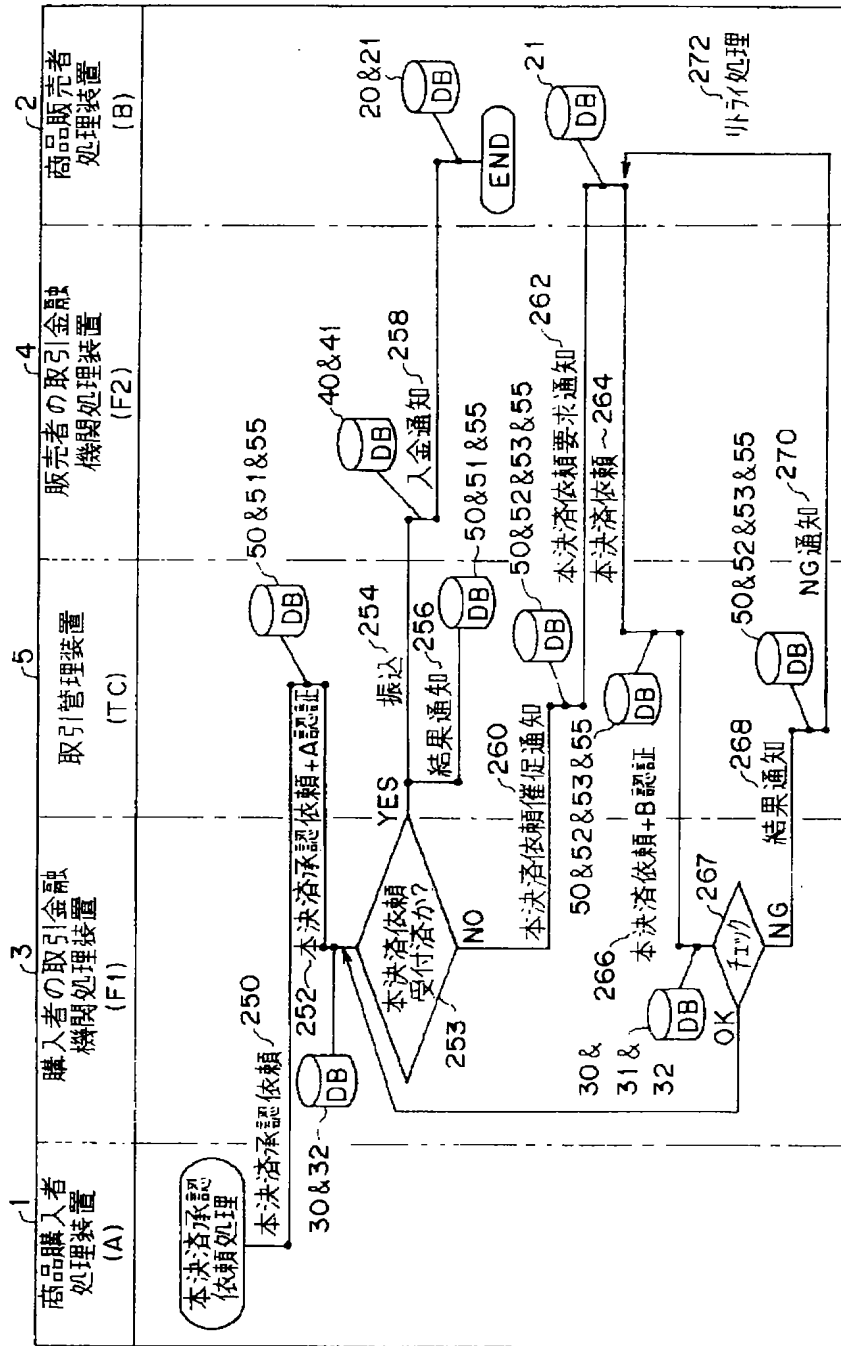 1
商品購入者
処理装置
(A)
3
購入者の取引金融
機関処理装置
(F1)
5
取引管理装置
(TC)
4
販売者の取引金融
機関処理装置
(F2)
2
商品販売者
処理装置
(B)
本決済承認
依頼処理
本決済承認依頼 250
50&51&55
DB
252~本決済承認依頼+A認証
DB
30&32
本決済依頼
受付済か?
253
YES
NO
振込 254
結果通知 256
DB
50&51&55
40&41
DB
入金通知 258
20&21
DB
END
本決済依頼催促通知 260
DB
50&52&53&55
本決済依頼要求通知 262
21
DB
本決済依頼~264
DB
50&52&53&55
266 本決済依頼+B認証
DB
30&
31&
32
チェック
267
OK
NG
結果通知 268
DB
50&52&53&55
NG通知 270
272
リトライ処理